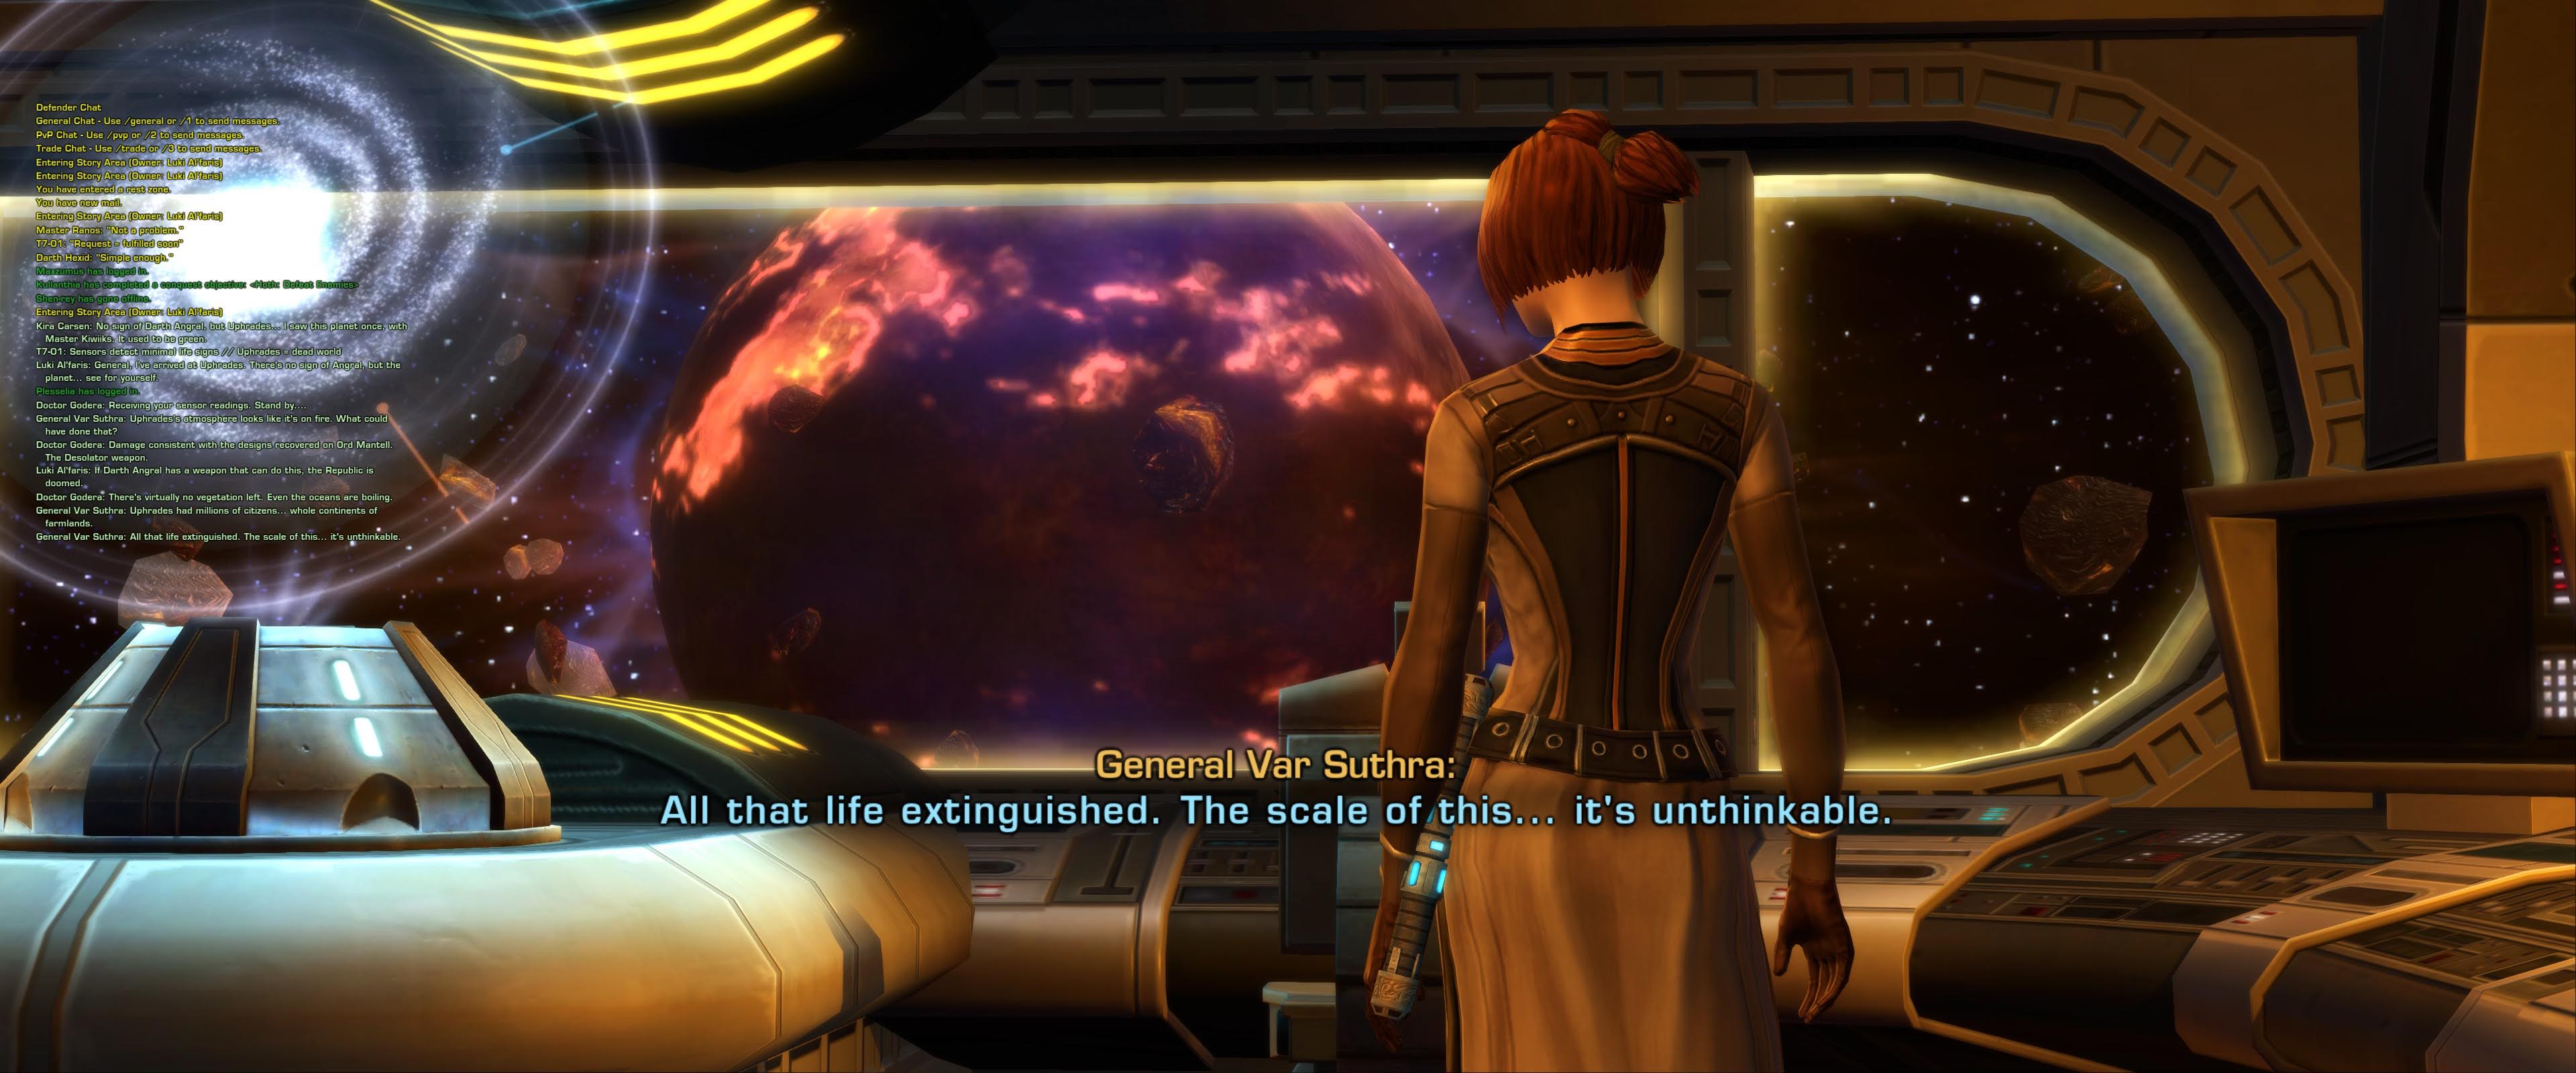 Defender Chat
General Chat - Use /general or /1 to send messages.
PvP Chat - Use /pvp or /2 to send messages.
Trade Chat - Use /trade or /3 to send messages.
Entering Story Area (Owner: Luki Al'faris)
Entering Story Area (Owner: Luki Al'faris)
You have entered a rest zone.
You have new mail.
Entering Story Area (Owner: Luki Al'faris)
Master Ranos: "Not a problem."
T7-01: "Request = fulfilled soon"
Darth Hexid: "Simple enough."
Maxzumus has logged in.
Kullanthia has completed a conquest objective: <Hoth: Defeat Enemies>
Shen-rey has gone offline.
Entering Story Area (Owner: Luki Al'faris)
Kira Carsen: No sign of Darth Angral, but Uphrades... I saw this planet once, with
Master Kiwiiks. It used to be green.
T7-01: Sensors detect minimal life signs // Uphrades = dead world
Luki Al'faris: General, I've arrived at Uphrades. There's no sign of Angral, but the
planet... see for yourself.
Plesselia has logged in.
Doctor Godera: Receiving your sensor readings. Stand by....
General Var Suthra: Uphrades's atmosphere looks like it's on fire. What could
have done that?
Doctor Godera: Damage consistent with the designs recovered on Ord Mantell.
The Desolator weapon.
Luki Al'faris: If Darth Angral has a weapon that can do this, the Republic is
doomed.
Doctor Godera: There's virtually no vegetation left. Even the oceans are boiling.
General Var Suthra: Uphrades had millions of citizens... whole continents of
farmlands.
General Var Suthra: All that life extinguished. The scale of this... it's unthinkable.
General Var Suthra:
All that life extinguished. The scale of this... it's unthinkable.